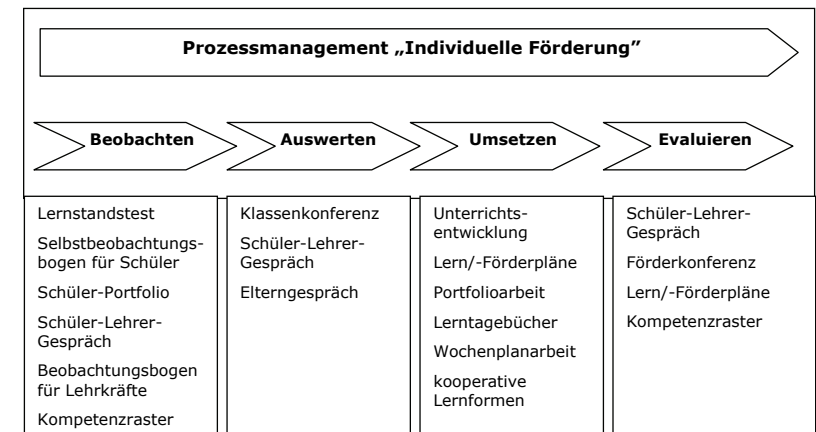 Prozessmanagement „Individuelle Förderung”
Beobachten
Auswerten
Umsetzen
Evaluieren
Lernstandstest
Selbstbeobachtungs-
bogen für Schüler
Schüler-Portfolio
Schüler-Lehrer-
Gespräch
Beobachtungsbogen
für Lehrkräfte
Kompetenzraster
Klassenkonferenz
Schüler-Lehrer-
Gespräch
Elterngespräch
Unterrichts-
entwicklung
Lern/-Förderpläne
Portfolioarbeit
Lerntagebücher
Wochenplanarbeit
kooperative
Lernformen
Schüler-Lehrer-
Gespräch
Förderkonferenz
Lern/-Förderpläne
Kompetenzraster